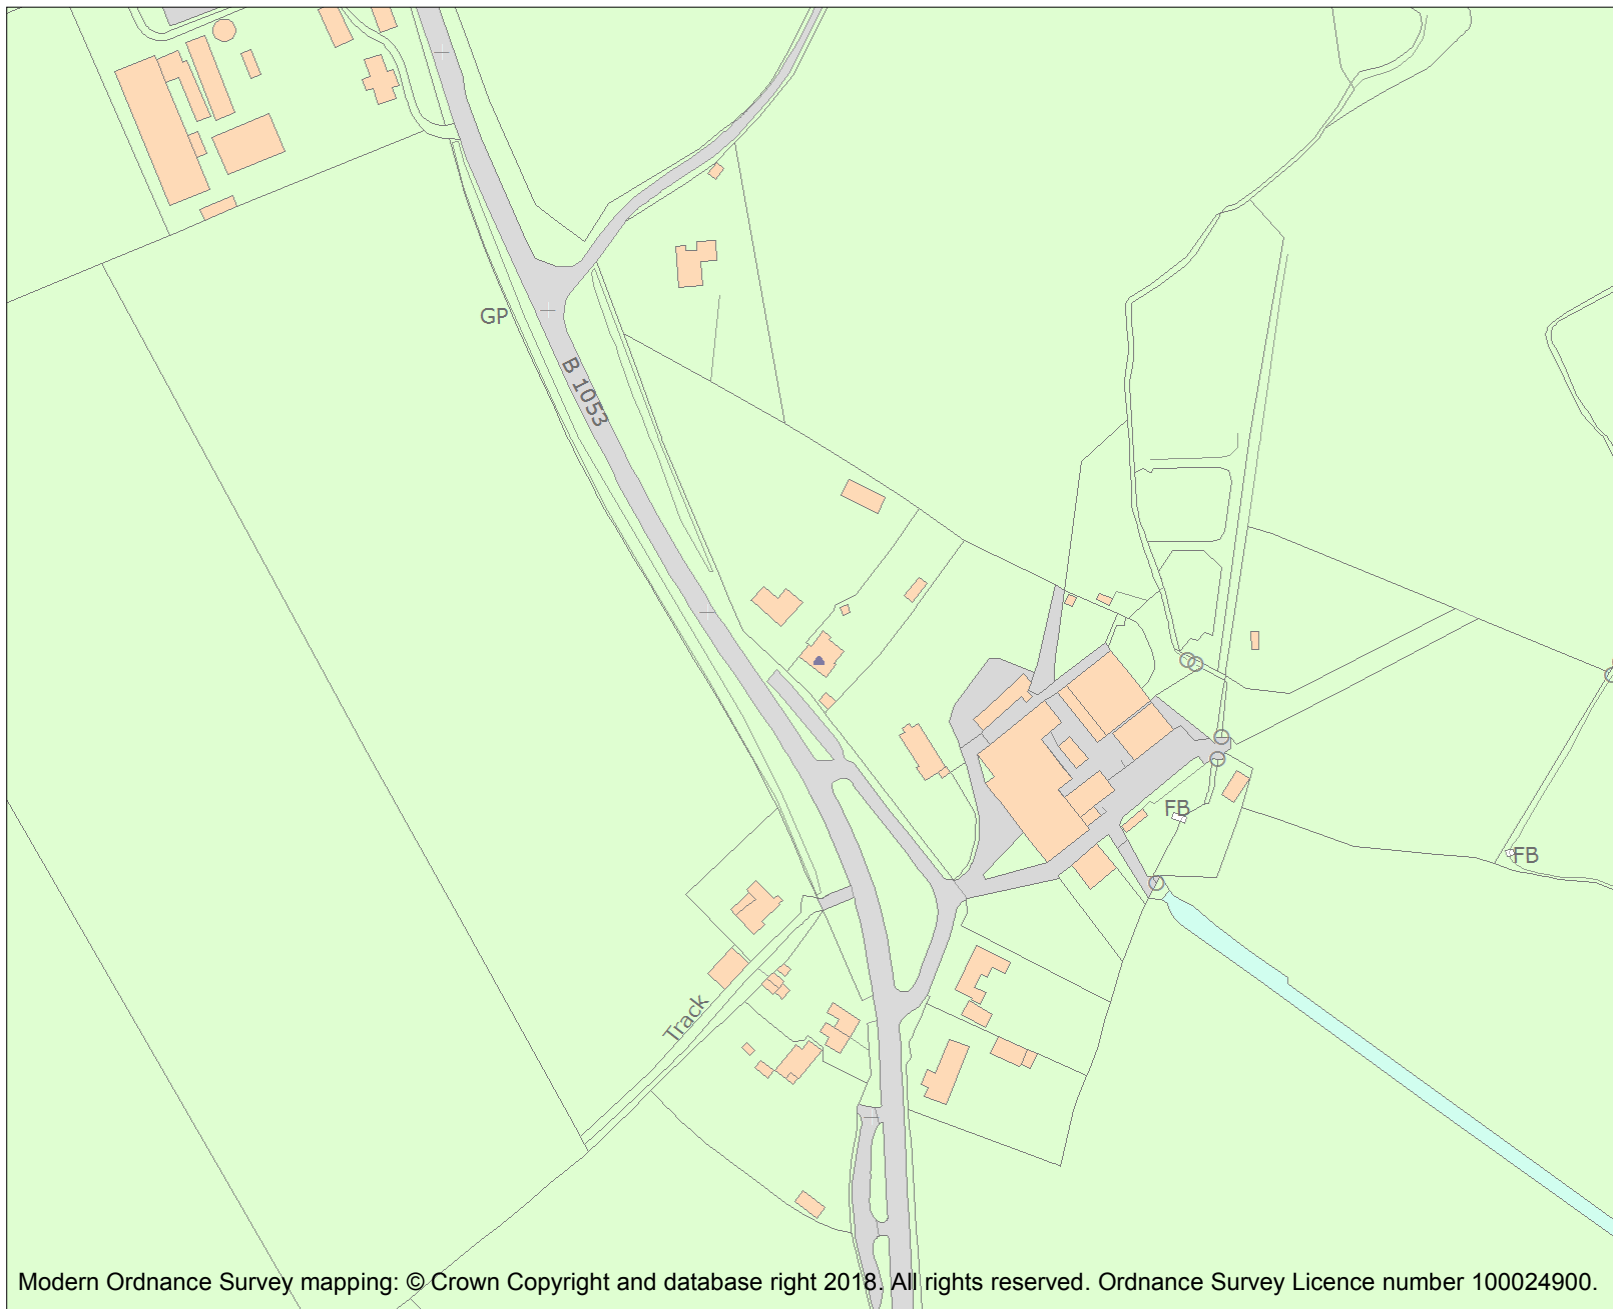 GP
B 1053
FB
FB
Track
Modern Ordnance Survey mapping: © Crown Copyright and database right 2018. All rights reserved. Ordnance Survey Licence number 100024900.